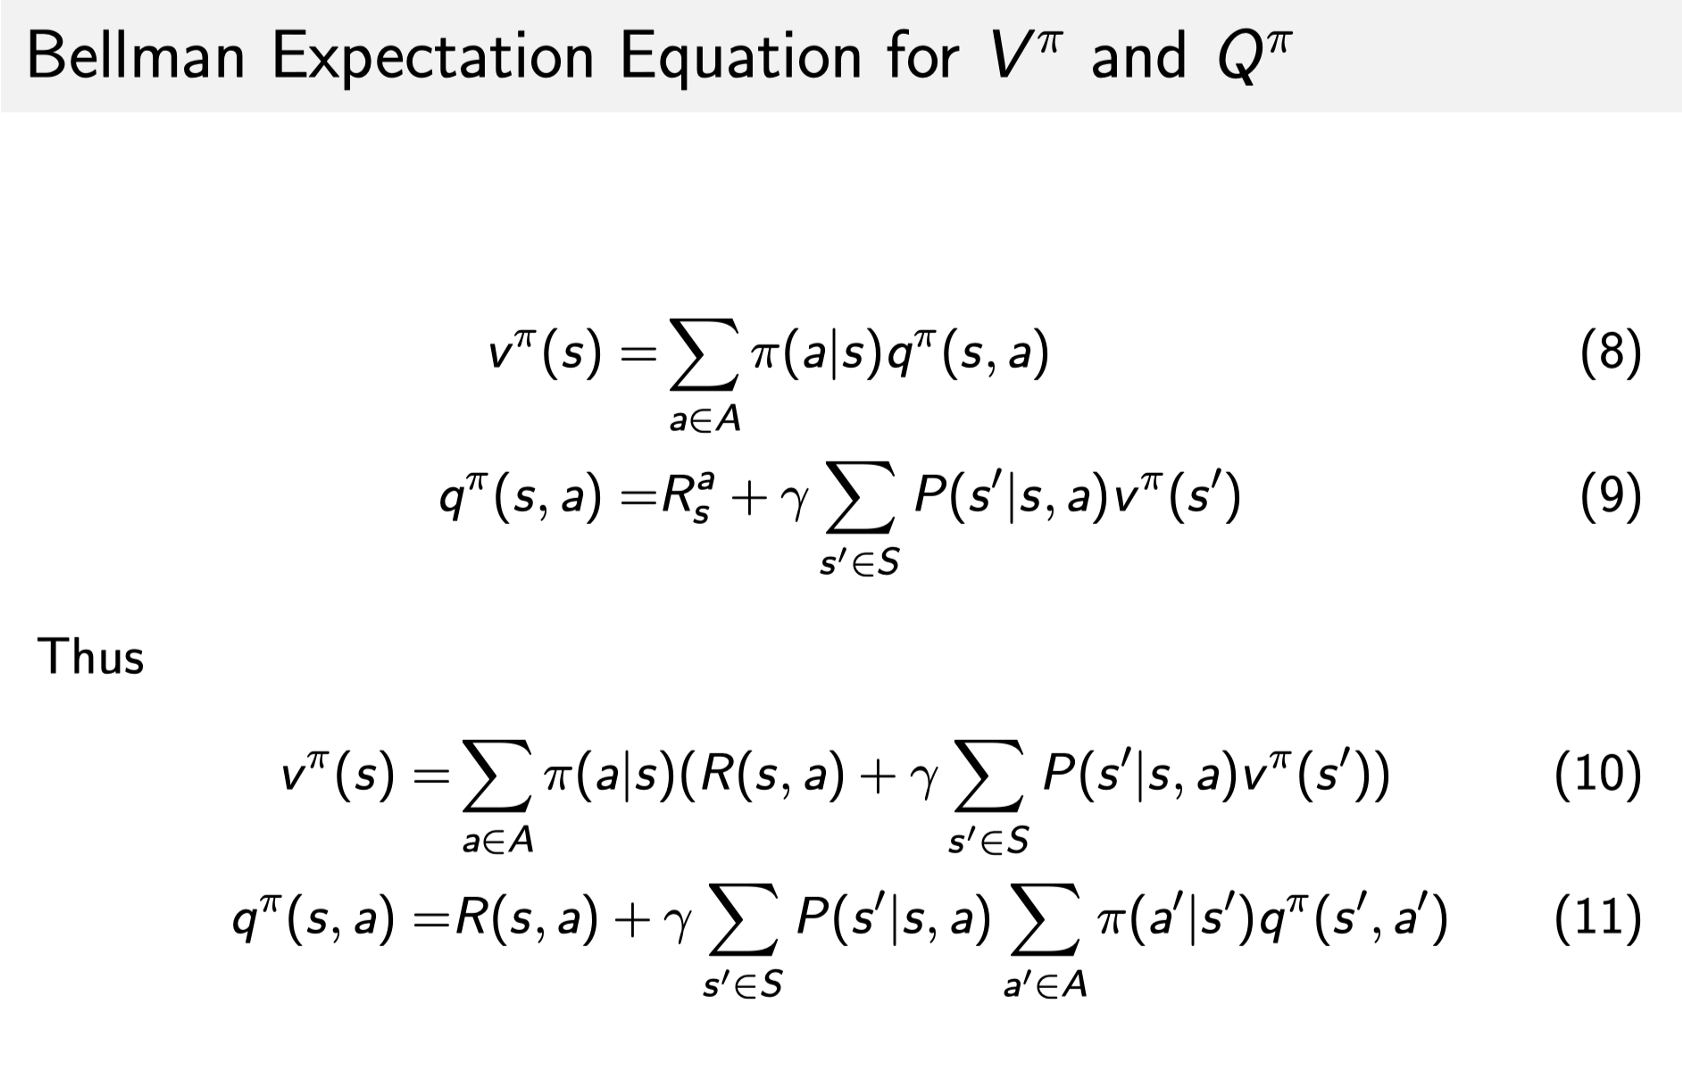 Bellman Expectation Equation for V^π and Q^π
v^π(s) = ∑_{a∈A} π(a|s)q^π(s, a) (8)
q^π(s, a) =R_s^a + γ ∑_{s′∈S} P(s′|s, a)v^π(s′) (9)
Thus
v^π(s) = ∑_{a∈A} π(a|s)(R(s, a) + γ ∑_{s′∈S} P(s′|s, a)v^π(s′)) (10)
q^π(s, a) =R(s, a) + γ ∑_{s′∈S} P(s′|s, a) ∑_{a′∈A} π(a′|s′)q^π(s′, a′) (11)